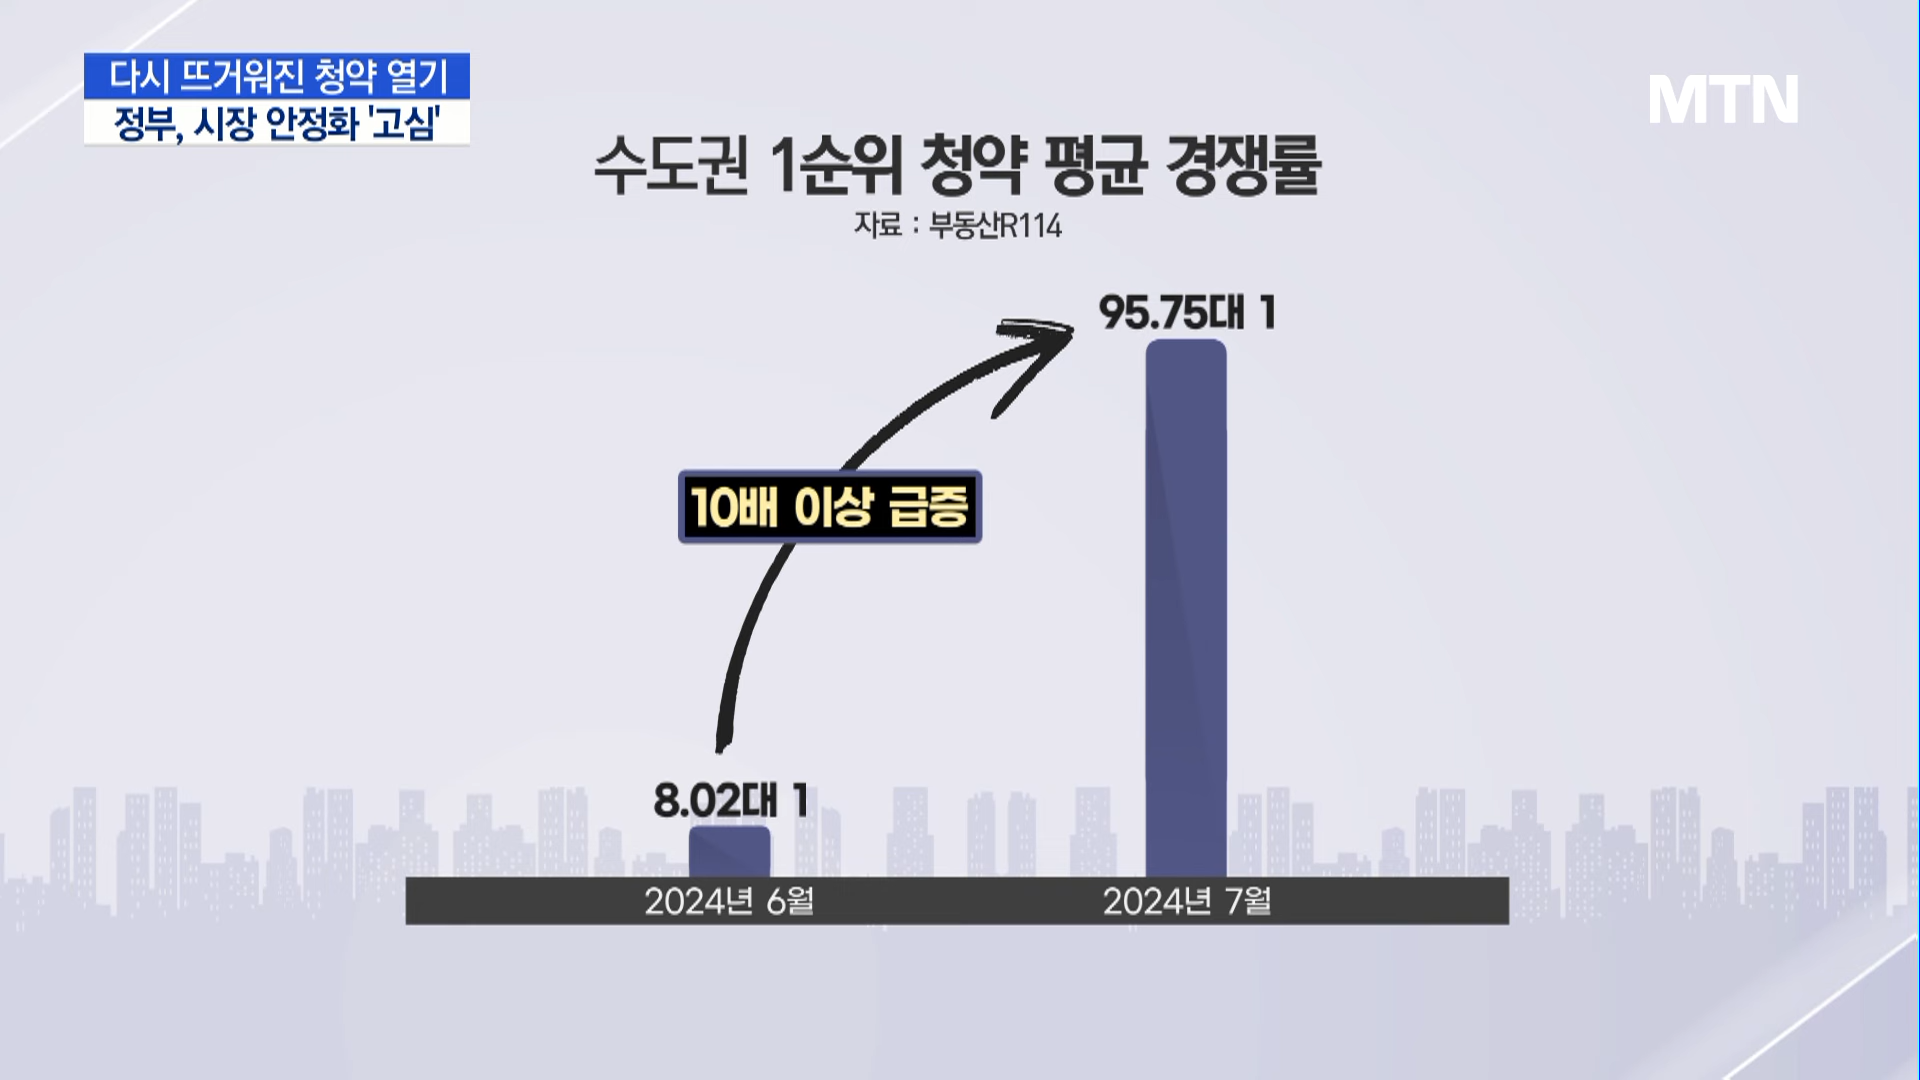 다시 뜨거워진 청약 열기
정부, 시장 안정화 '고심'
MTN
수도권 1순위 청약 평균 경쟁률
자료 : 부동산R114
95.75대 1
10배 이상 급증
8.02대 1
2024년 6월
2024년 7월